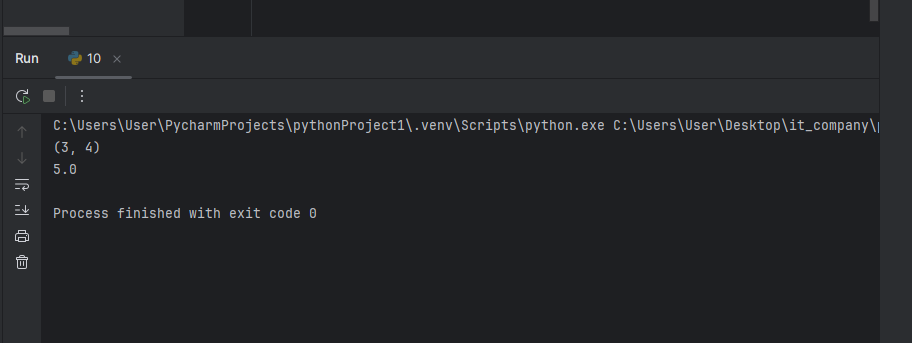 Run 10
C:\Users\User\PycharmProjects\pythonProject1\.venv\Scripts\python.exe C:\Users\User\Desktop\it_company\
(3, 4)
5.0
Process finished with exit code 0